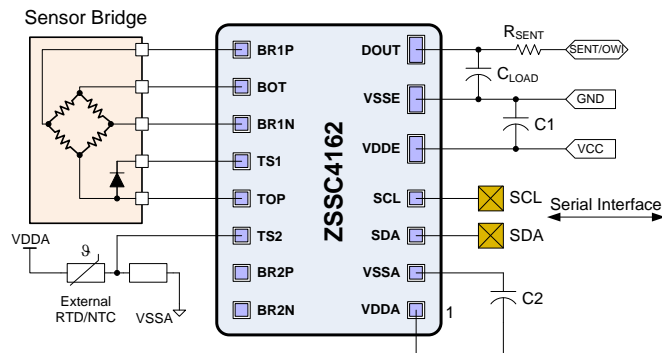 Sensor Bridge
BR1P
BOT
BR1N
TS1
TOP
TS2
BR2P
BR2N
ZSSC4162
DOUT
VSSE
VDDE
SCL
SDA
VSSA
VDDA
1
RSENT
SENT/OWI
CLOAD
GND
C1
VCC
SCL
SDA
Serial Interface
C2
VDDA
ϑ
External
RTD/NTC
VSSA